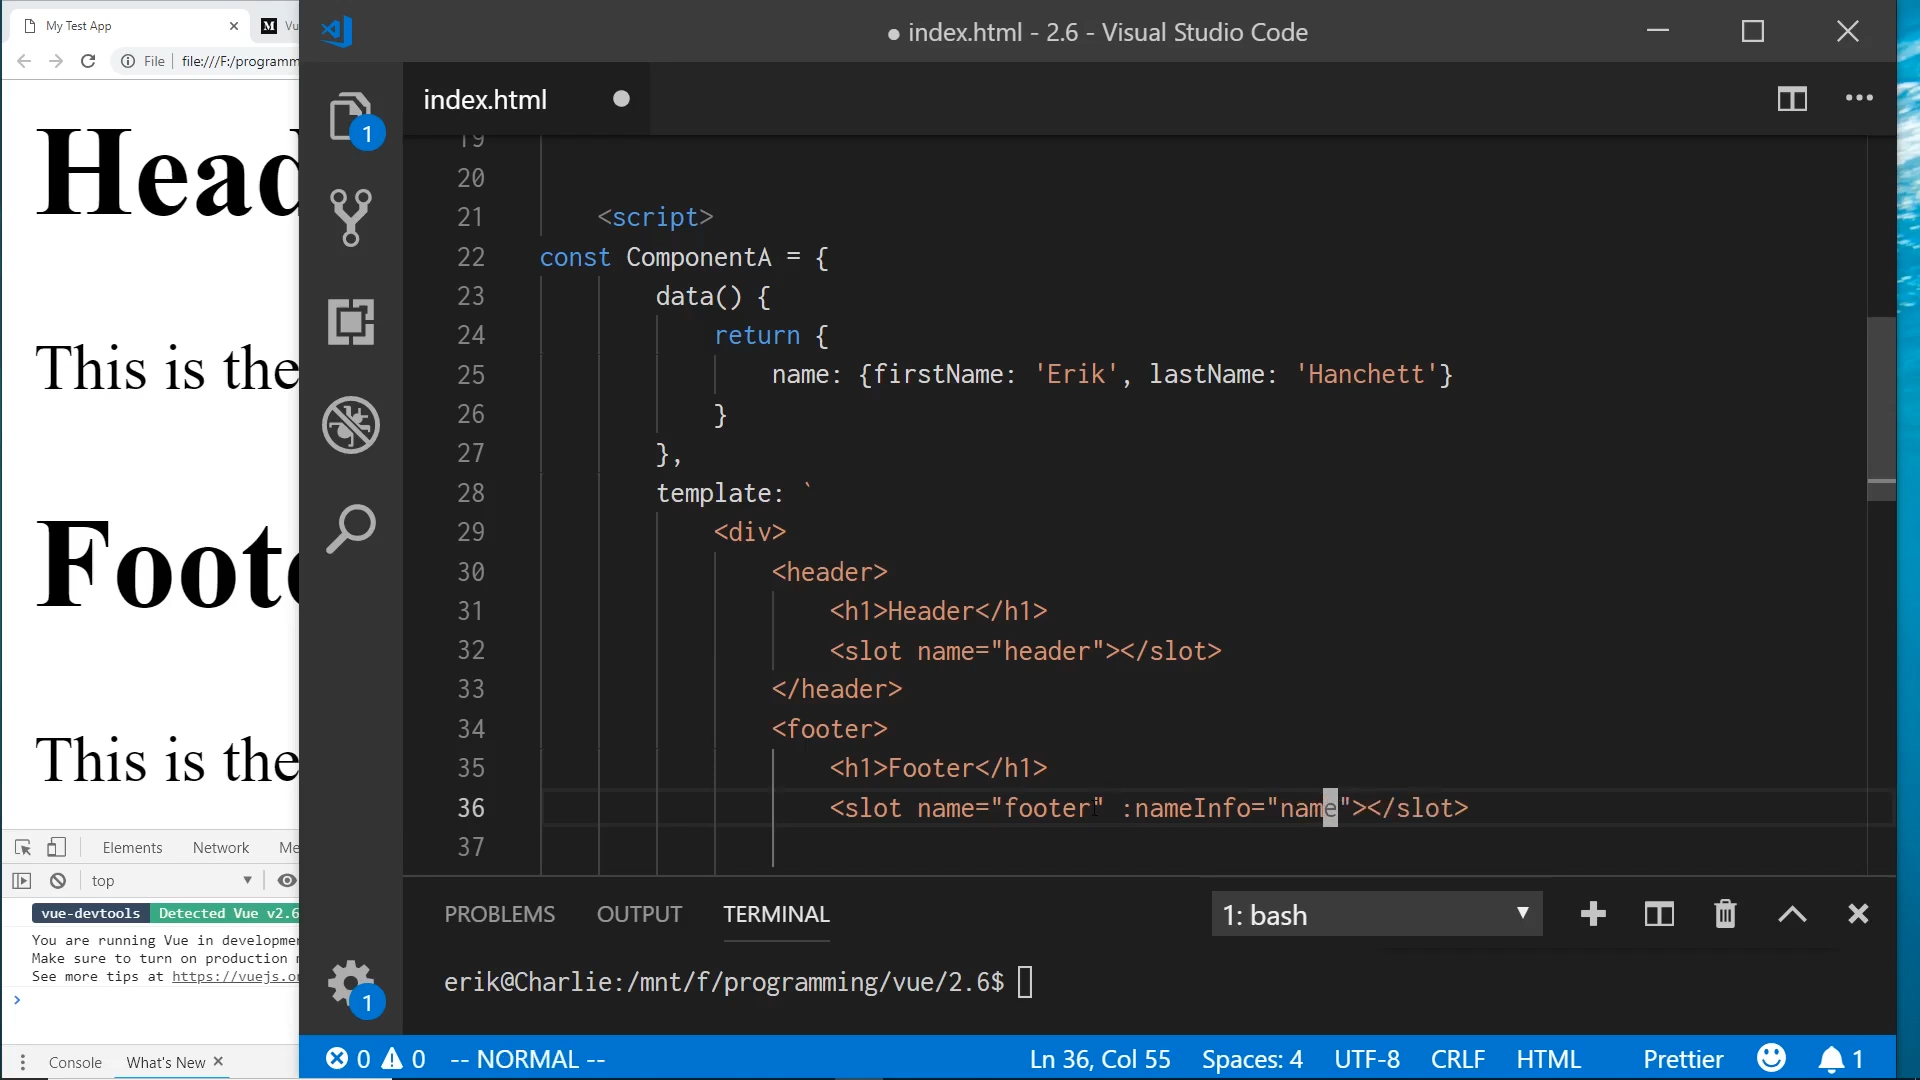 My Test App
Vu
File
file:///F:/programm
Head
This is the
Foot
This is the
Elements
Network
Me
top
vue-devtools
Detected Vue v2.6
You are running Vue in developmen
Make sure to turn on production
See more tips at https://vuejs.o
>
Console
What's New
● index.html - 2.6 - Visual Studio Code
index.html
1
19
20
21 <script>
22 const ComponentA = {
23 data() {
24 return {
25 name: {firstName: 'Erik', lastName: 'Hanchett'}
26 }
27 },
28 template: `
29 <div>
30 <header>
31 <h1>Header</h1>
32 <slot name="header"></slot>
33 </header>
34 <footer>
35 <h1>Footer</h1>
36 <slot name="footer" :nameInfo="name"></slot>
37
PROBLEMS
OUTPUT
TERMINAL
1: bash
erik@Charlie:/mnt/f/programming/vue/2.6$
1
0
0
-- NORMAL --
Ln 36, Col 55
Spaces: 4
UTF-8
CRLF
HTML
Prettier
1